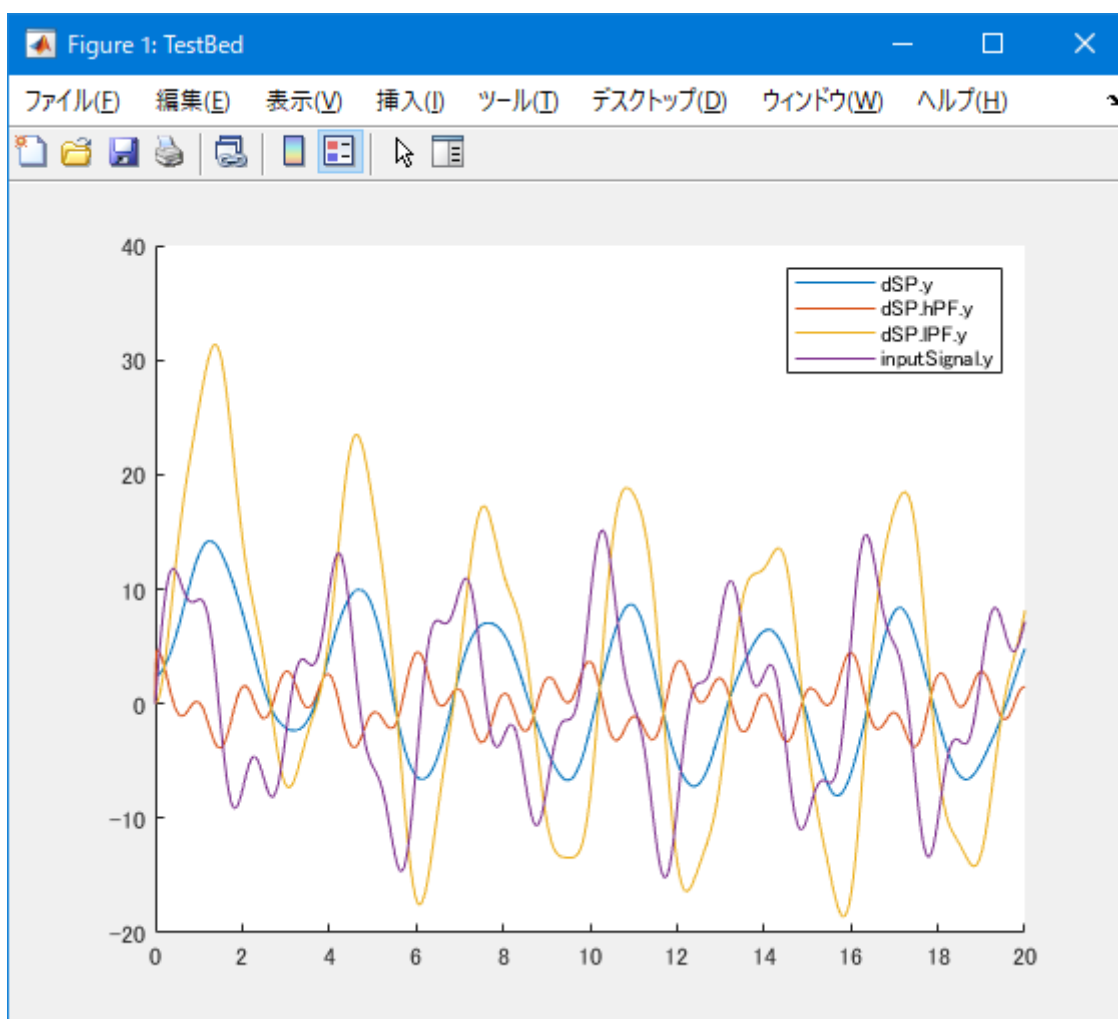 Figure 1: TestBed
ファイル(F) 編集(E) 表示(V) 挿入(I) ツール(T) デスクトップ(D) ウィンドウ(W) ヘルプ(H)
40
30
20
10
0
−10
−20
0 2 4 6 8 10 12 14 16 18 20
dSP.y
dSP.hPF.y
dSP.lPF.y
inputSignal.y